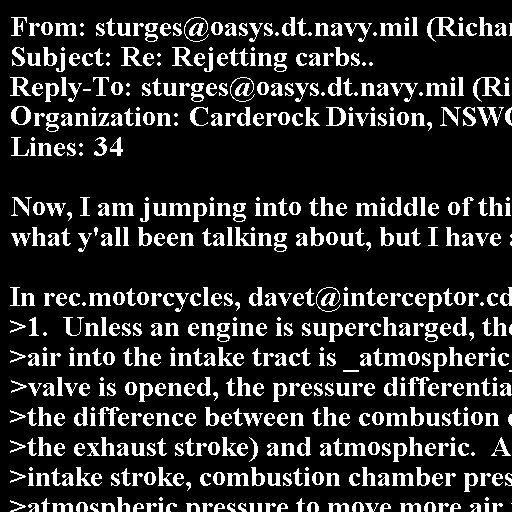 From: sturges@oasys.dt.navy.mil (Richar
Subject: Re: Rejetting carbs..
Reply-To: sturges@oasys.dt.navy.mil (Ri
Organization: Carderock Division, NSWC
Lines: 34
Now, I am jumping into the middle of thi
what y'all been talking about, but I have a
In rec.motorcycles, davet@interceptor.cd
>1.  Unless an engine is supercharged, the
>air into the intake tract is _atmospheric_
>valve is opened, the pressure differentia
>the difference between the combustion c
>the exhaust stroke) and atmospheric.  A
>intake stroke, combustion chamber pres
>atmospheric pressure to move more air